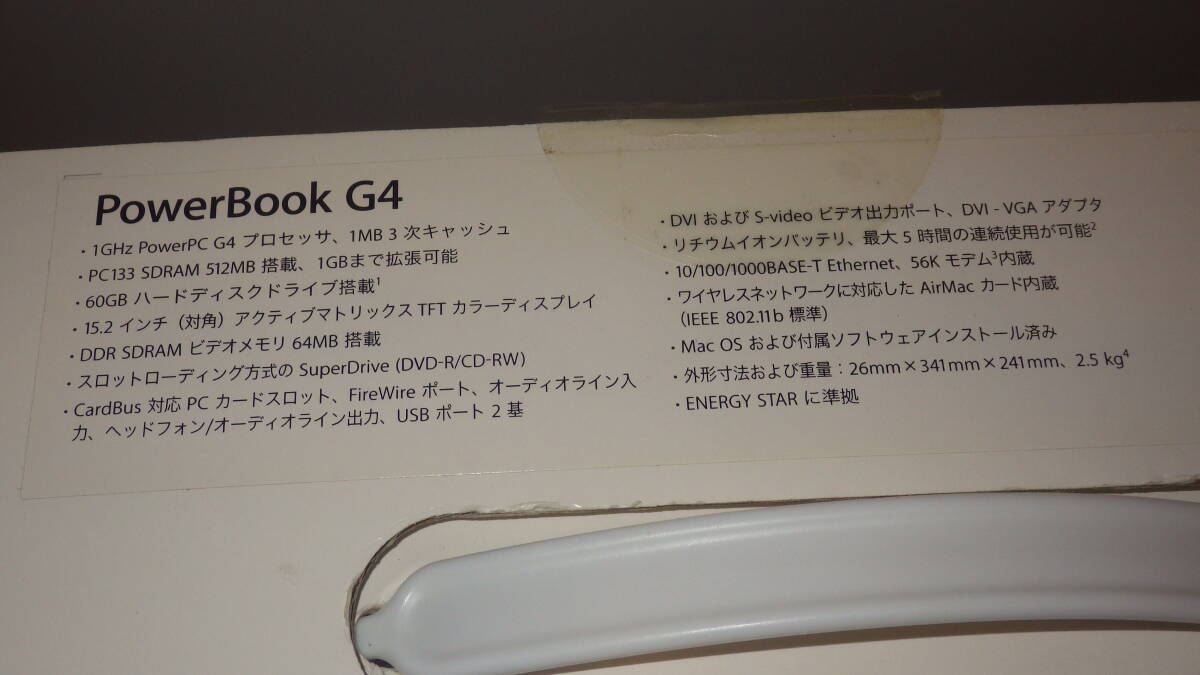 PowerBook G4
・1GHz PowerPC G4 プロセッサ、1MB 3 次キャッシュ
・PC133 SDRAM 512MB 搭載、1GBまで拡張可能
・60GB ハードディスクドライブ搭載¹
・15.2 インチ（対角）アクティブマトリックス TFT カラーディスプレイ
・DDR SDRAM ビデオメモリ 64MB 搭載
・スロットローディング方式の SuperDrive (DVD-R/CD-RW)
・CardBus 対応 PC カードスロット、FireWire ポート、オーディオライン入
力、ヘッドフォン/オーディオライン出力、USB ポート 2 基
・DVI および S-video ビデオ出力ポート、DVI - VGA アダプタ
・リチウムイオンバッテリ、最大 5 時間の連続使用が可能²
・10/100/1000BASE-T Ethernet、56K モデム³内蔵
・ワイヤレスネットワークに対応した AirMac カード内蔵
（IEEE 802.11b 標準）
・Mac OS および付属ソフトウェアインストール済み
・外形寸法および重量：26mm×341mm×241mm、2.5 kg⁴
・ENERGY STAR に準拠